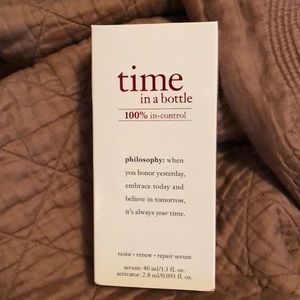 time
in a bottle
100% in-control
philosophy: when
you honor yesterday,
embrace today and
believe in tomorrow,
it's always your time.
resist • renew • repair serum
serum: 40 ml/1.3 fl. oz.
activator: 2.8 ml/0.093 fl. oz.